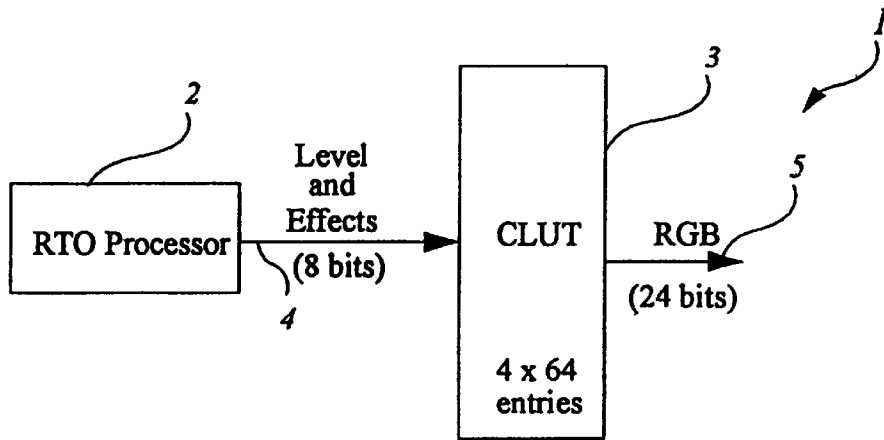 1
3
2
Level
and
Effects
(8 bits)
5
RTO Processor
CLUT
RGB
(24 bits)
4
4 x 64
entries